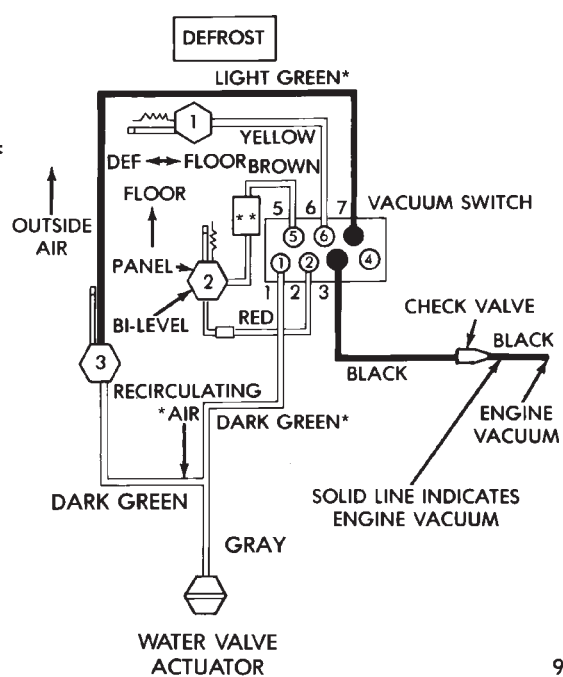 DEFROST
LIGHT GREEN*
1
YELLOW
DEF FLOOR
BROWN
FLOOR
OUTSIDE
AIR
* *
5 6 7
VACUUM SWITCH
5 6
1 2 4
PANEL
2
1 2 3
BI-LEVEL
RED
CHECK VALVE
BLACK
BLACK
3
RECIRCULATING
*AIR
DARK GREEN*
ENGINE
VACUUM
DARK GREEN
SOLID LINE INDICATES
ENGINE VACUUM
GRAY
WATER VALVE
ACTUATOR
9